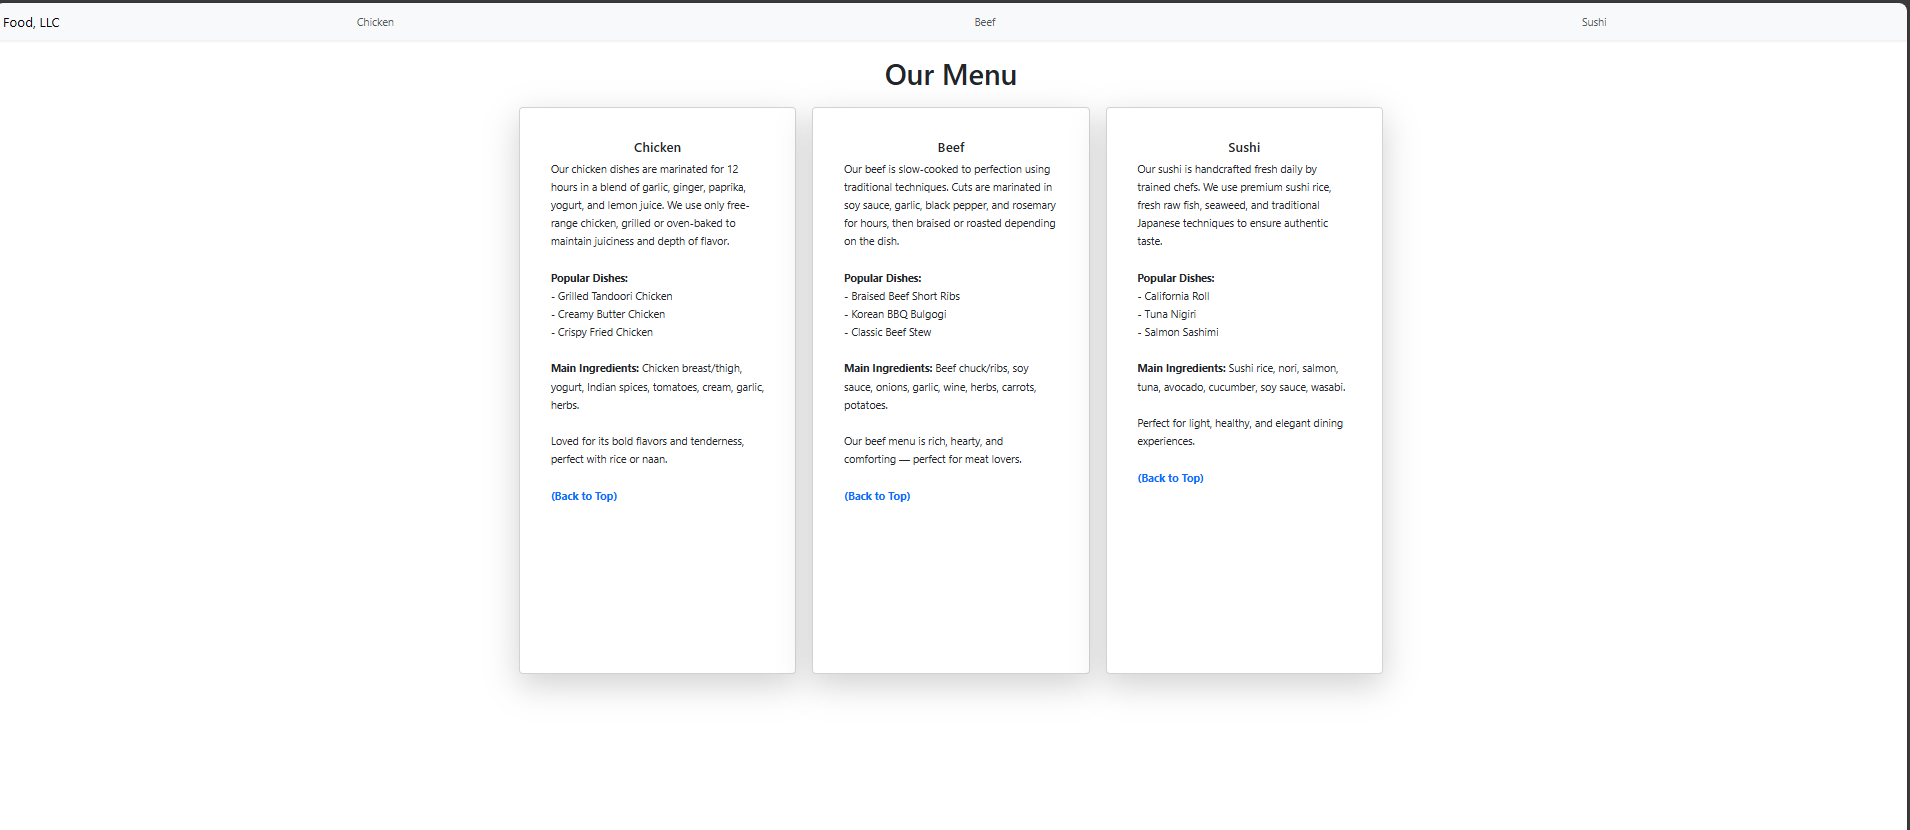 Food, LLC
Chicken
Beef
Sushi
Our Menu
Chicken
Our chicken dishes are marinated for 12
hours in a blend of garlic, ginger, paprika,
yogurt, and lemon juice. We use only free-
range chicken, grilled or oven-baked to
maintain juiciness and depth of flavor.
Popular Dishes:
- Grilled Tandoori Chicken
- Creamy Butter Chicken
- Crispy Fried Chicken
Main Ingredients: Chicken breast/thigh,
yogurt, Indian spices, tomatoes, cream, garlic,
herbs.
Loved for its bold flavors and tenderness,
perfect with rice or naan.
(Back to Top)
Beef
Our beef is slow-cooked to perfection using
traditional techniques. Cuts are marinated in
soy sauce, garlic, black pepper, and rosemary
for hours, then braised or roasted depending
on the dish.
Popular Dishes:
- Braised Beef Short Ribs
- Korean BBQ Bulgogi
- Classic Beef Stew
Main Ingredients: Beef chuck/ribs, soy
sauce, onions, garlic, wine, herbs, carrots,
potatoes.
Our beef menu is rich, hearty, and
comforting — perfect for meat lovers.
(Back to Top)
Sushi
Our sushi is handcrafted fresh daily by
trained chefs. We use premium sushi rice,
fresh raw fish, seaweed, and traditional
Japanese techniques to ensure authentic
taste.
Popular Dishes:
- California Roll
- Tuna Nigiri
- Salmon Sashimi
Main Ingredients: Sushi rice, nori, salmon,
tuna, avocado, cucumber, soy sauce, wasabi.
Perfect for light, healthy, and elegant dining
experiences.
(Back to Top)